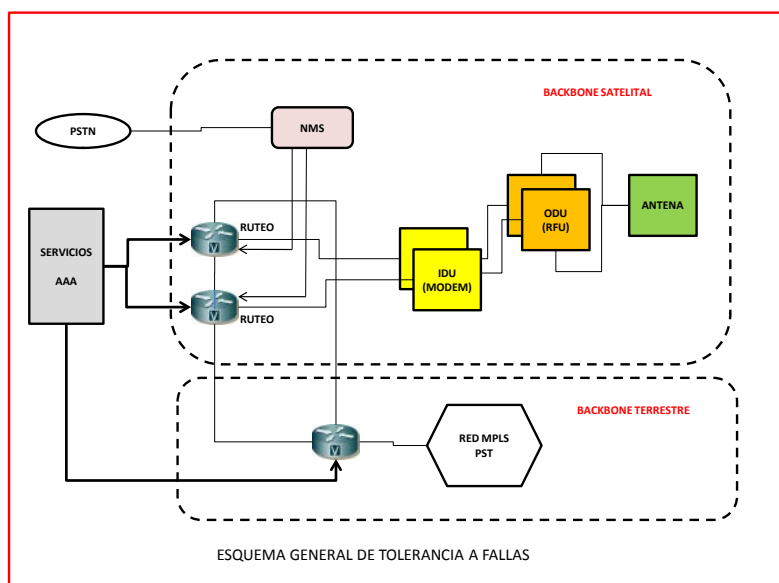 BACKBONE SATELITAL
PSTN
NMS
RUTEO
SERVICIOS
AAA
V
ODU
(RFU)
ANTENA
IDU
(MODEM)
RUTEO
V
BACKBONE TERRESTRE
RED MPLS
PST
V
ESQUEMA GENERAL DE TOLERANCIA A FALLAS